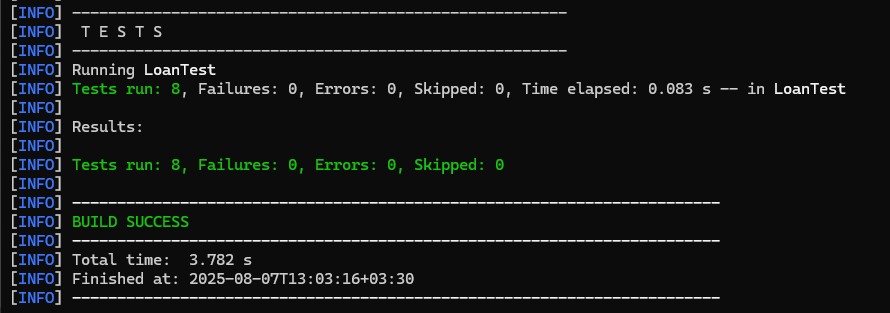 [INFO] -------------------------------------------------------
[INFO]  T E S T S
[INFO] -------------------------------------------------------
[INFO] Running LoanTest
[INFO] Tests run: 8, Failures: 0, Errors: 0, Skipped: 0, Time elapsed: 0.083 s -- in LoanTest
[INFO]
[INFO] Results:
[INFO]
[INFO] Tests run: 8, Failures: 0, Errors: 0, Skipped: 0
[INFO]
[INFO] ------------------------------------------------------------------------
[INFO] BUILD SUCCESS
[INFO] ------------------------------------------------------------------------
[INFO] Total time:  3.782 s
[INFO] Finished at: 2025-08-07T13:03:16+03:30
[INFO] ------------------------------------------------------------------------